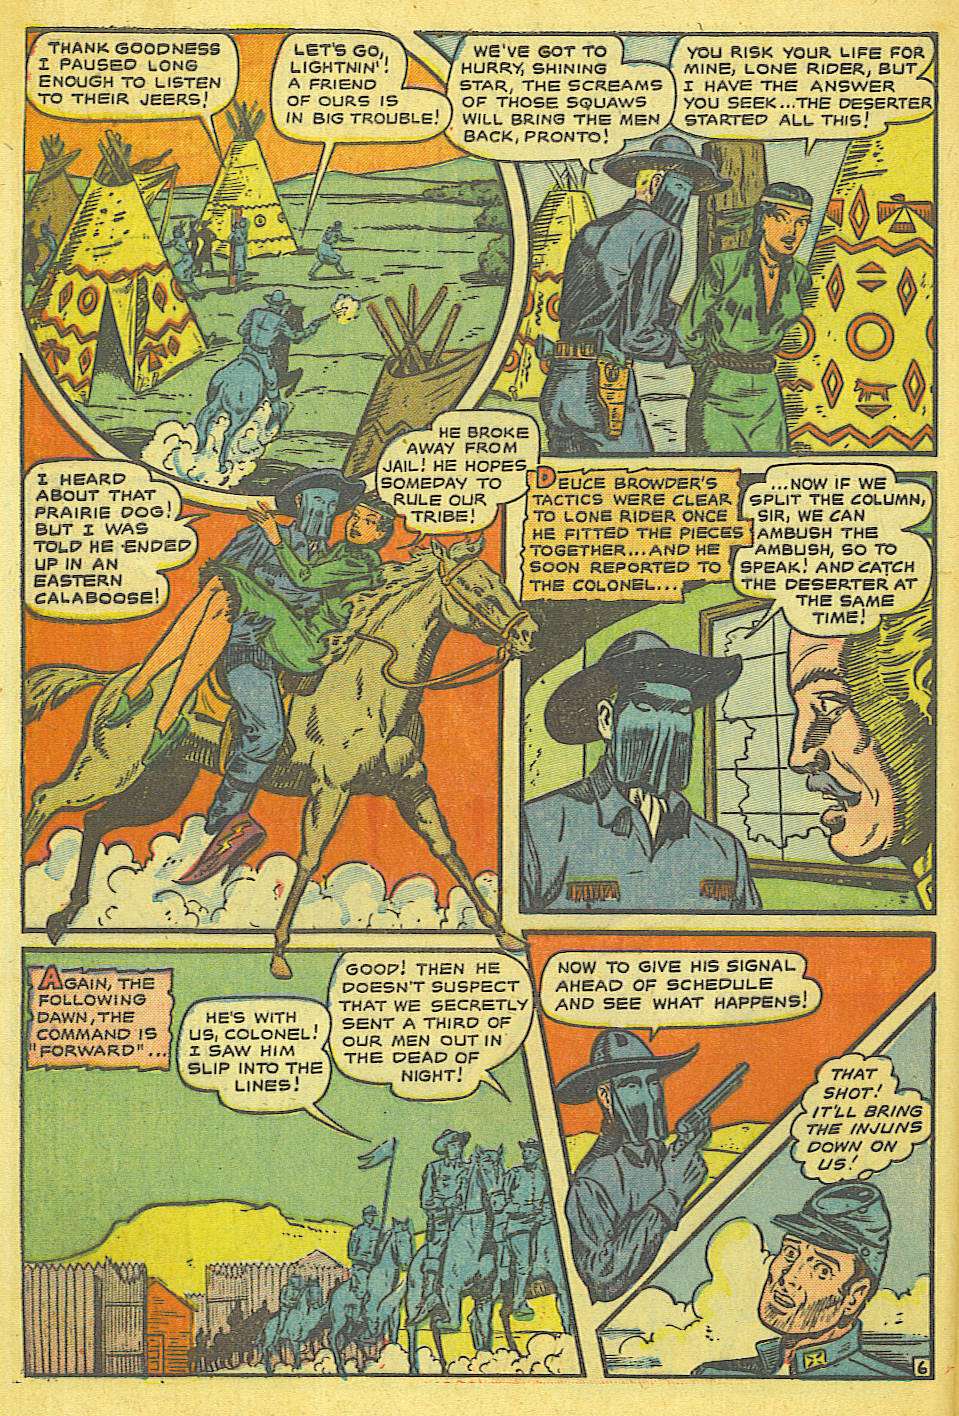 THANK GOODNESS
I PAUSED LONG
ENOUGH TO LISTEN
TO THEIR JEERS!
LET'S GO,
LIGHTNIN'!
A FRIEND
OF OURS IS
IN BIG TROUBLE!
WE'VE GOT TO
HURRY, SHINING
STAR, THE SCREAMS
OF THOSE SQUAWS
WILL BRING THE MEN
BACK, PRONTO!
YOU RISK YOUR LIFE FOR
MINE, LONE RIDER, BUT
I HAVE THE ANSWER
YOU SEEK...THE DESERTER
STARTED ALL THIS!
I HEARD
ABOUT THAT
PRAIRIE DOG!
BUT I WAS
TOLD HE ENDED
UP IN AN
EASTERN
CALABOOSE!
HE BROKE
AWAY FROM
JAIL! HE HOPES
SOMEDAY TO
RULE OUR
TRIBE!
DEUCE BROWDER'S
TACTICS WERE CLEAR
TO LONE RIDER ONCE
HE FITTED THE PIECES
TOGETHER...AND HE
SOON REPORTED TO
THE COLONEL...
...NOW IF WE
SPLIT THE COLUMN,
SIR, WE CAN
AMBUSH THE
AMBUSH, SO TO
SPEAK! AND CATCH
THE DESERTER AT
THE SAME
TIME!
AGAIN, THE
FOLLOWING
DAWN, THE
COMMAND IS
"FORWARD"...
HE'S WITH
US, COLONEL!
I SAW HIM
SLIP INTO THE
LINES!
GOOD! THEN HE
DOESN'T SUSPECT
THAT WE SECRETLY
SENT A THIRD OF
OUR MEN OUT IN
THE DEAD OF
NIGHT!
NOW TO GIVE HIS SIGNAL
AHEAD OF SCHEDULE
AND SEE WHAT HAPPENS!
THAT
SHOT!
IT'LL BRING
THE INJUNS
DOWN ON
US!
6